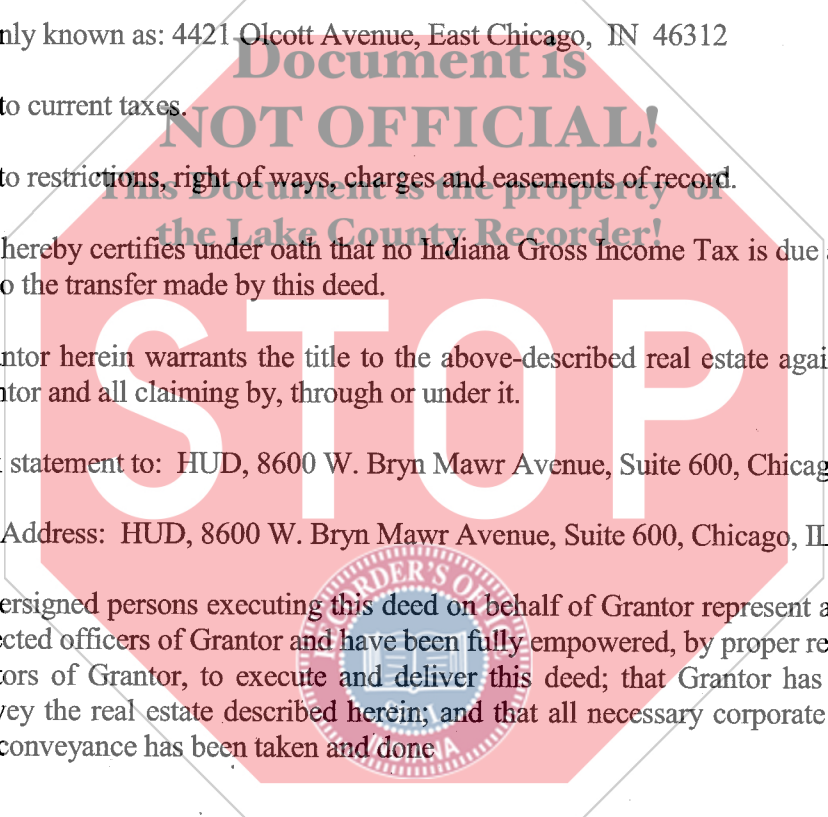 nly known as: 4421 Olcott Avenue, East Chicago, IN 46312
Document is
to current taxes.
NOT OFFICIAL!
to restrictions, right of ways, charges and easements of record.
This Document is the property of
the Lake County Recorder!
hereby certifies under oath that no Indiana Gross Income Tax is due
o the transfer made by this deed.
STOP
ntor herein warrants the title to the above-described real estate agai
ntor and all claiming by, through or under it.
statement to: HUD, 8600 W. Bryn Mawr Avenue, Suite 600, Chicag
Address: HUD, 8600 W. Bryn Mawr Avenue, Suite 600, Chicago, IL
RECORDER'S OFFICE
ersigned persons executing this deed on behalf of Grantor represent a
cted officers of Grantor and have been fully empowered, by proper re
tors of Grantor, to execute and deliver this deed; that Grantor has
vey the real estate described herein; and that all necessary corporate
conveyance has been taken and done
INDIANA